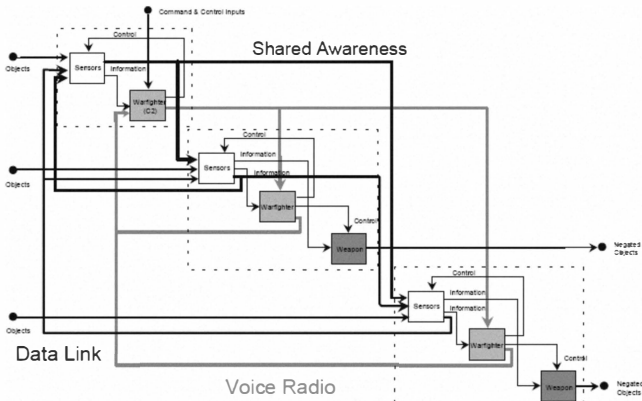 Command & Control Inputs
Control
Shared Awareness
Objects
Sensors
Information
Warfighter
(C2)
Control
Information
Sensors
Information
Objects
Warfighter
Control
Weapon
Negated
Objects
Control
Information
Sensors
Information
Objects
Warfighter
Control
Data Link
Voice Radio
Weapon
Negated
Objects